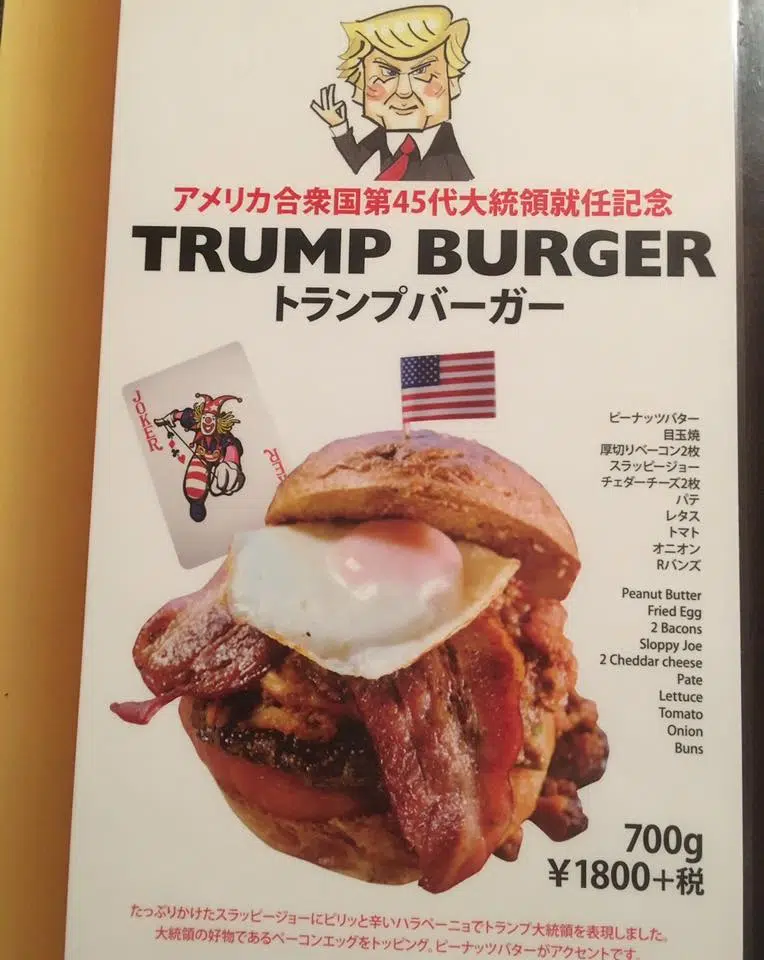 アメリカ合衆国第45代大統領就任記念
TRUMP BURGER
トランプバーガー
JOKER
ピーナッツバター
目玉焼
厚切りベーコン2枚
スラッピージョー
チェダーチーズ2枚
パテ
レタス
トマト
オニオン
Rバンズ
Peanut Butter
Fried Egg
2 Bacons
Sloppy Joe
2 Cheddar cheese
Pate
Lettuce
Tomato
Onion
Buns
700g
¥1800+税
たっぷりかけたスラッピージョーにピリッと辛いハラペーニョでトランプ大統領を表現しました。
大統領の好物であるベーコンエッグをトッピング。ピーナッツバターがアクセントです。